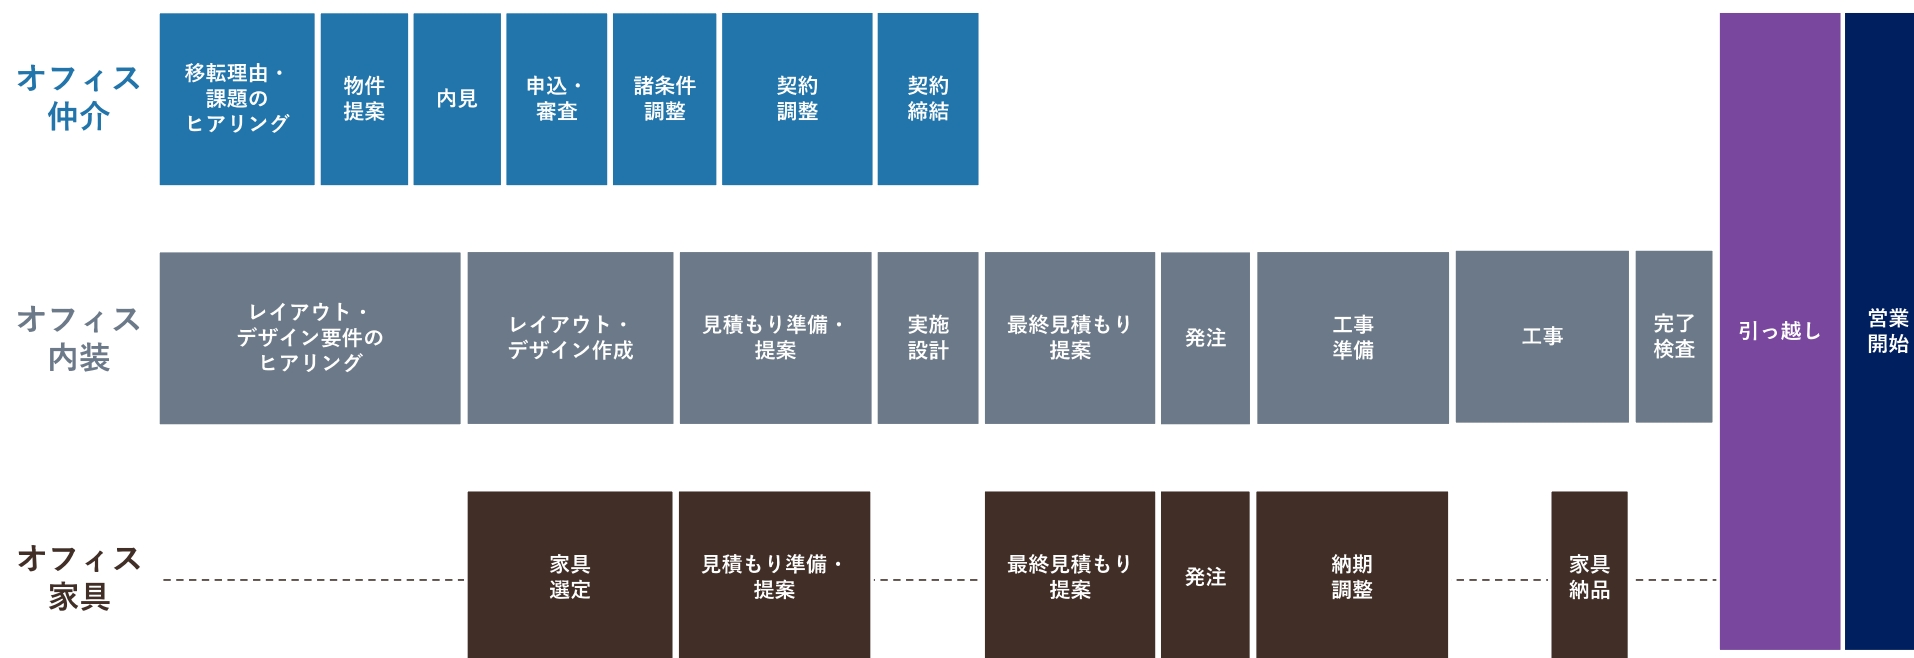 オフィス
仲介
移転理由・
課題の
ヒアリング
物件
提案
内見
申込・
審査
諸条件
調整
契約
調整
契約
締結
オフィス
内装
レイアウト・
デザイン要件の
ヒアリング
レイアウト・
デザイン作成
見積もり準備・
提案
実施
設計
最終見積もり
提案
発注
工事
準備
工事
完了
検査
引っ越し
営業
開始
オフィス
家具
家具
選定
見積もり準備・
提案
最終見積もり
提案
発注
納期
調整
家具
納品